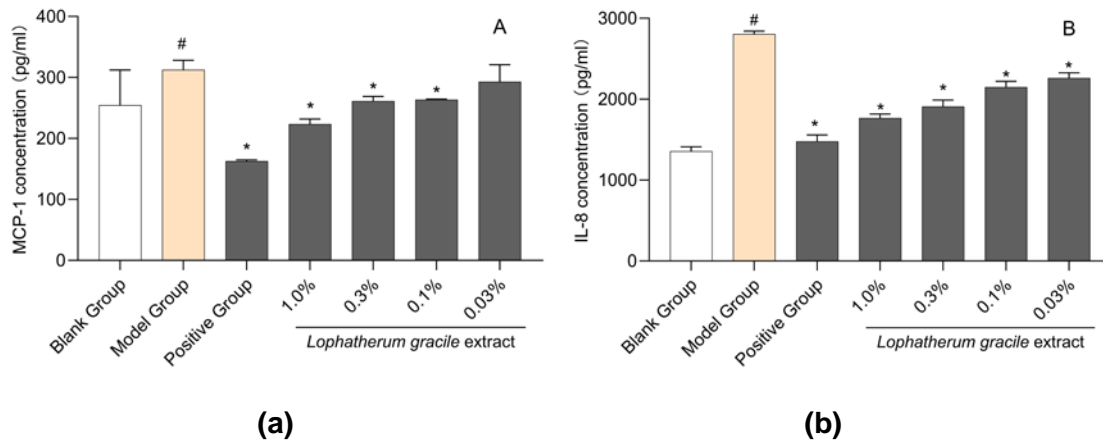 A
MCP-1 concentration (pg/ml)
400
300
200
100
0
#
*
*
*
*
Blank Group
Model Group
Positive Group
1.0%
0.3%
0.1%
0.03%
Lophatherum gracile extract
(a)
B
IL-8 concentration (pg/ml)
3000
2000
1000
0
#
*
*
*
*
*
Blank Group
Model Group
Positive Group
1.0%
0.3%
0.1%
0.03%
Lophatherum gracile extract
(b)